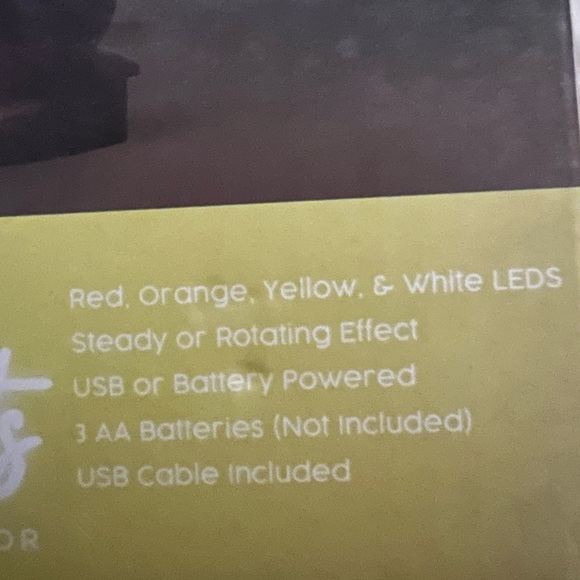 Red, Orange, Yellow, & White LEDS
Steady or Rotating Effect
USB or Battery Powered
3 AA Batteries (Not Included)
USB Cable Included
OR